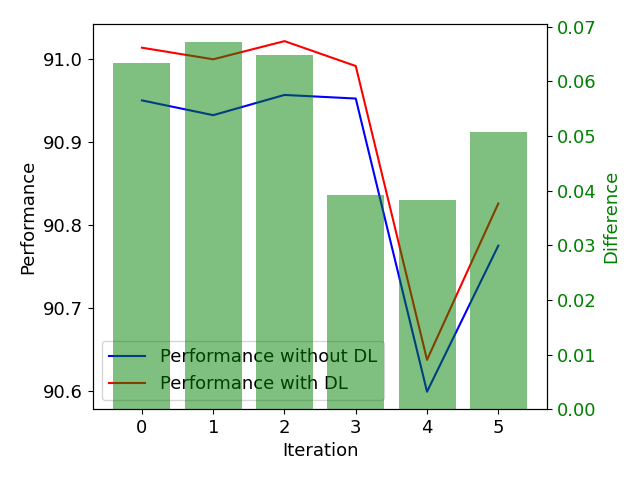 91.0
90.9
90.8
90.7
90.6
Performance
0.07
0.06
0.05
0.04
0.03
0.02
0.01
0.00
Difference
Performance without DL
Performance with DL
0 1 2 3 4 5
Iteration